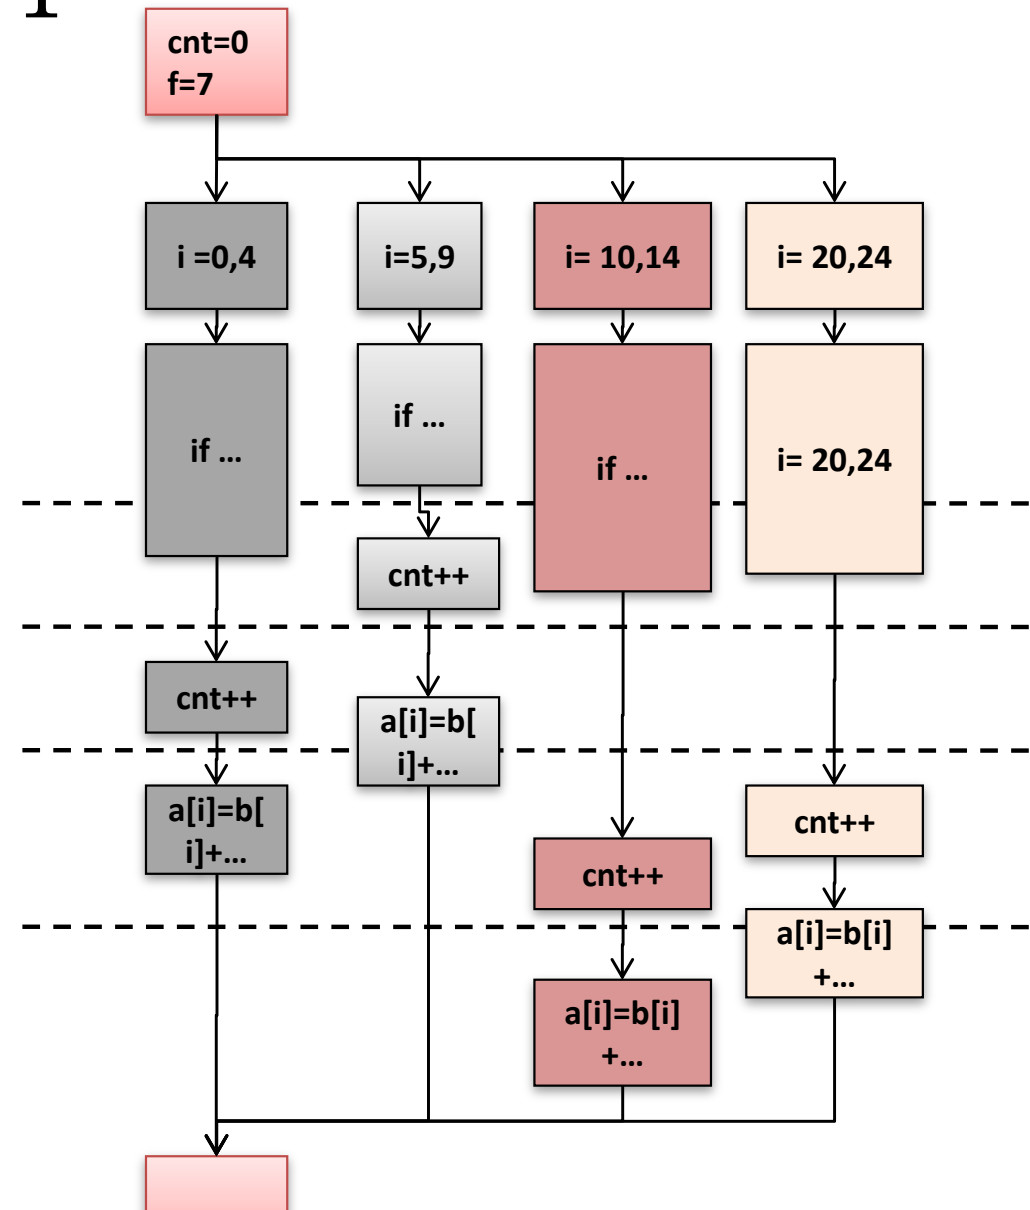 cnt=0
f=7
i =0,4
i=5,9
i= 10,14
i= 20,24
if ...
if ...
if ...
i= 20,24
cnt++
cnt++
a[i]=b[
i]+...
a[i]=b[
i]+...
cnt++
cnt++
a[i]=b[i]
+...
a[i]=b[i]
+...